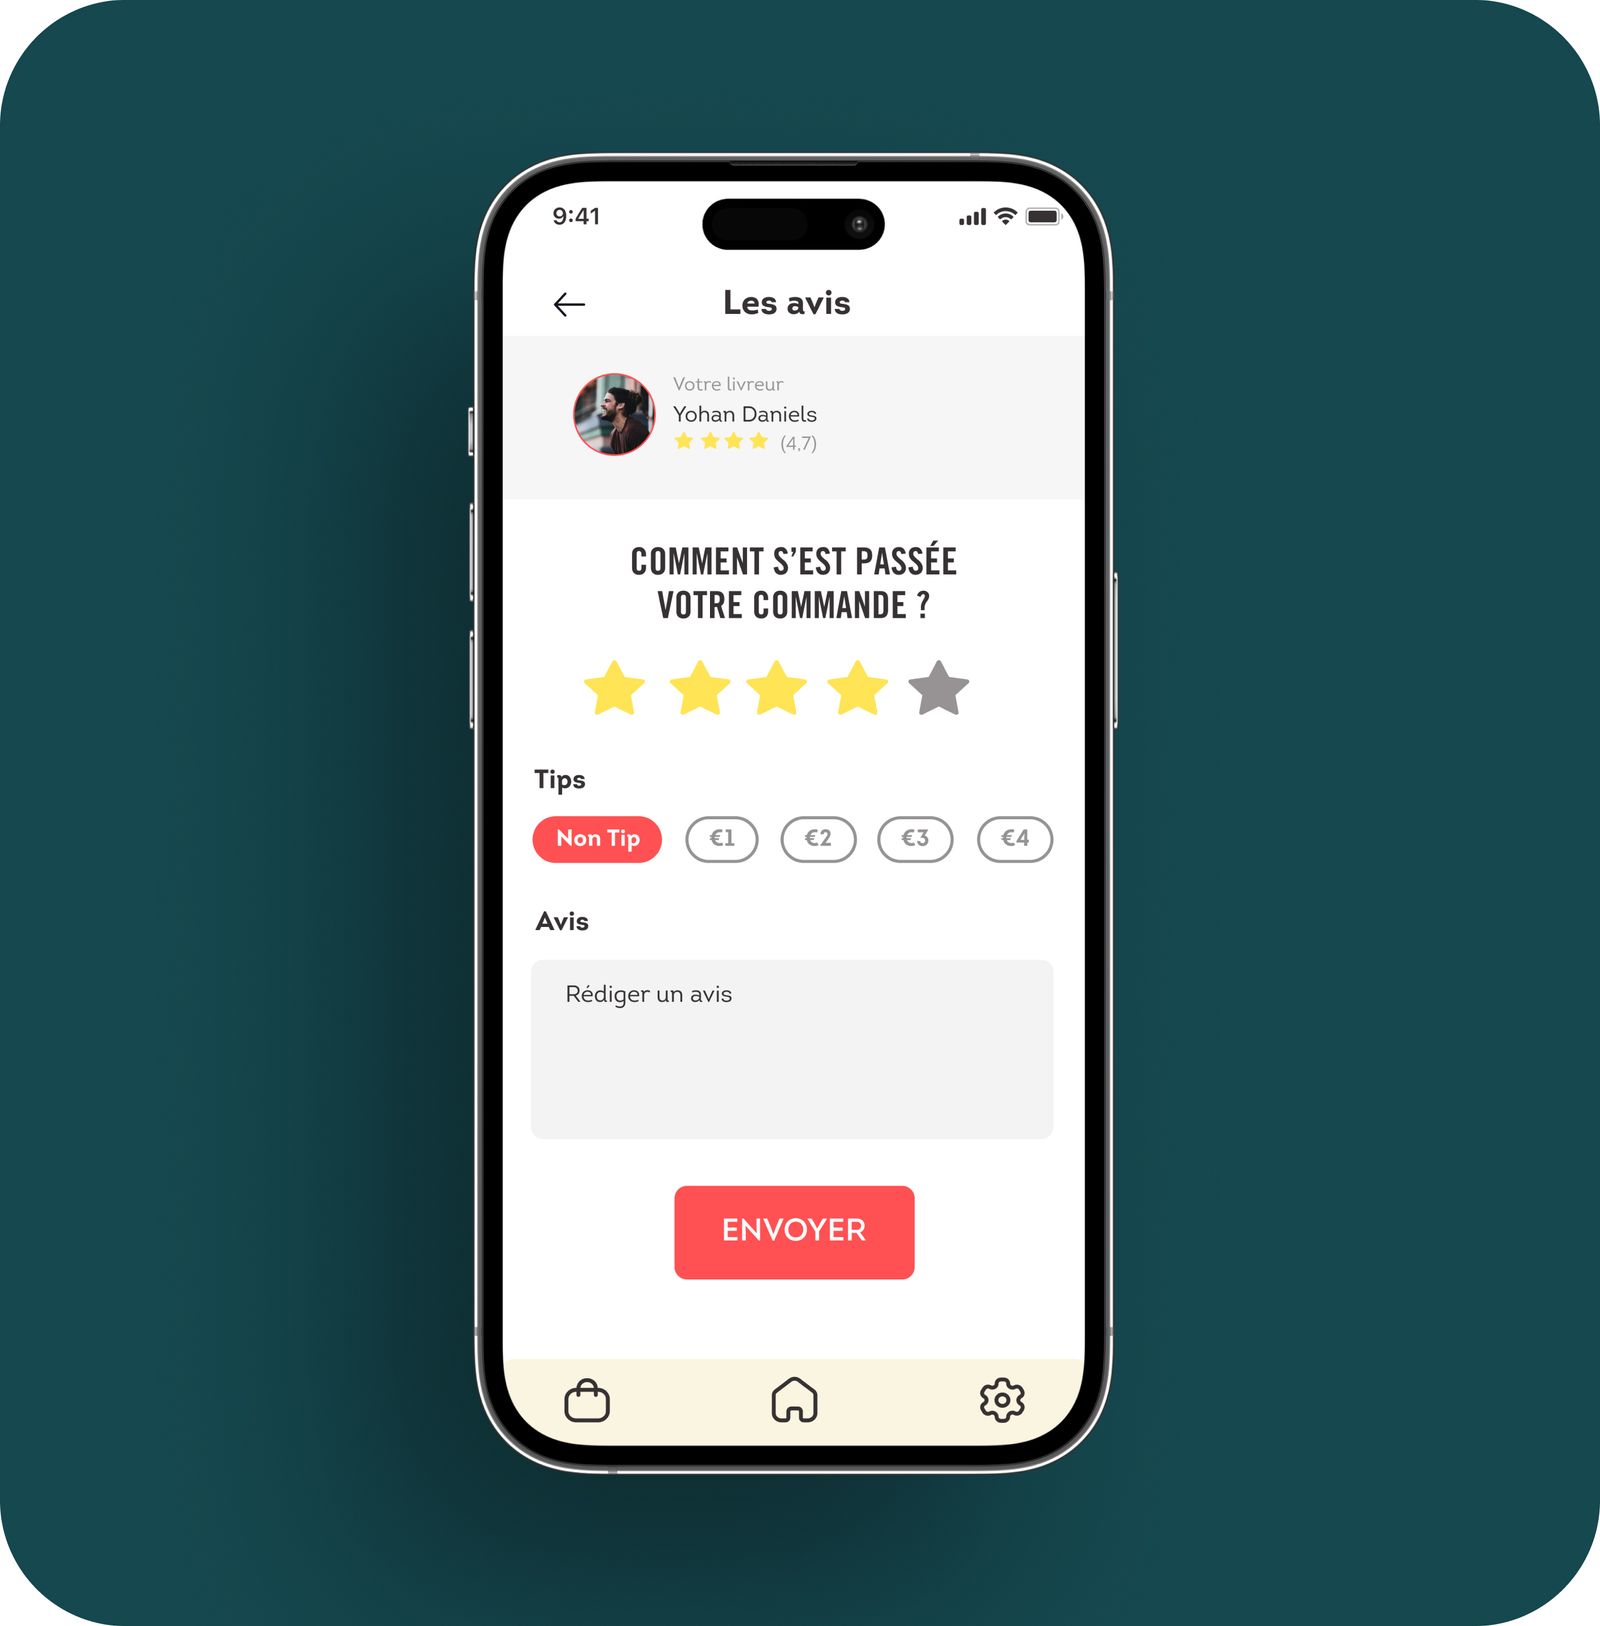 9:41
Les avis
Votre livreur
Yohan Daniels
(4,7)
COMMENT S’EST PASSÉE
VOTRE COMMANDE ?
Tips
Non Tip €1 €2 €3 €4
Avis
Rédiger un avis
ENVOYER